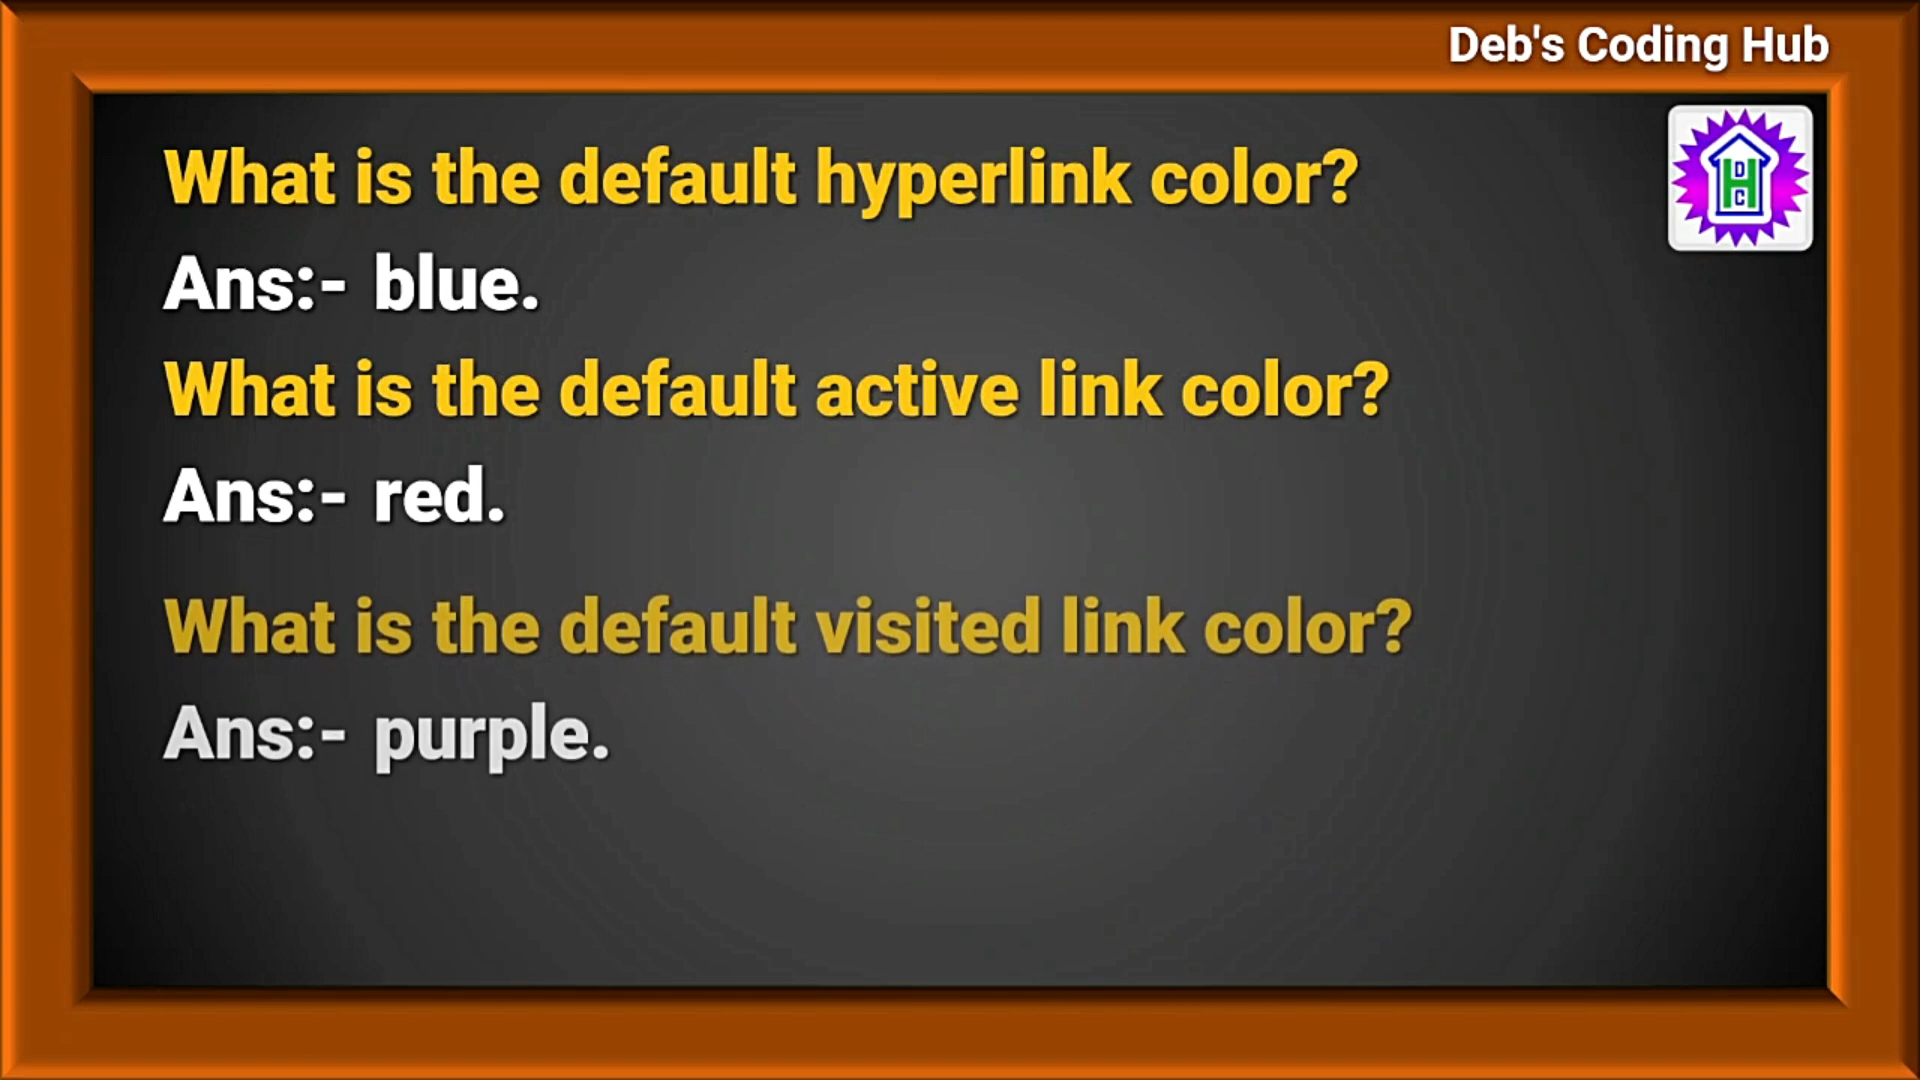 Deb's Coding Hub
D
H
C
What is the default hyperlink color?
Ans:- blue.
What is the default active link color?
Ans:- red.
What is the default visited link color?
Ans:- purple.